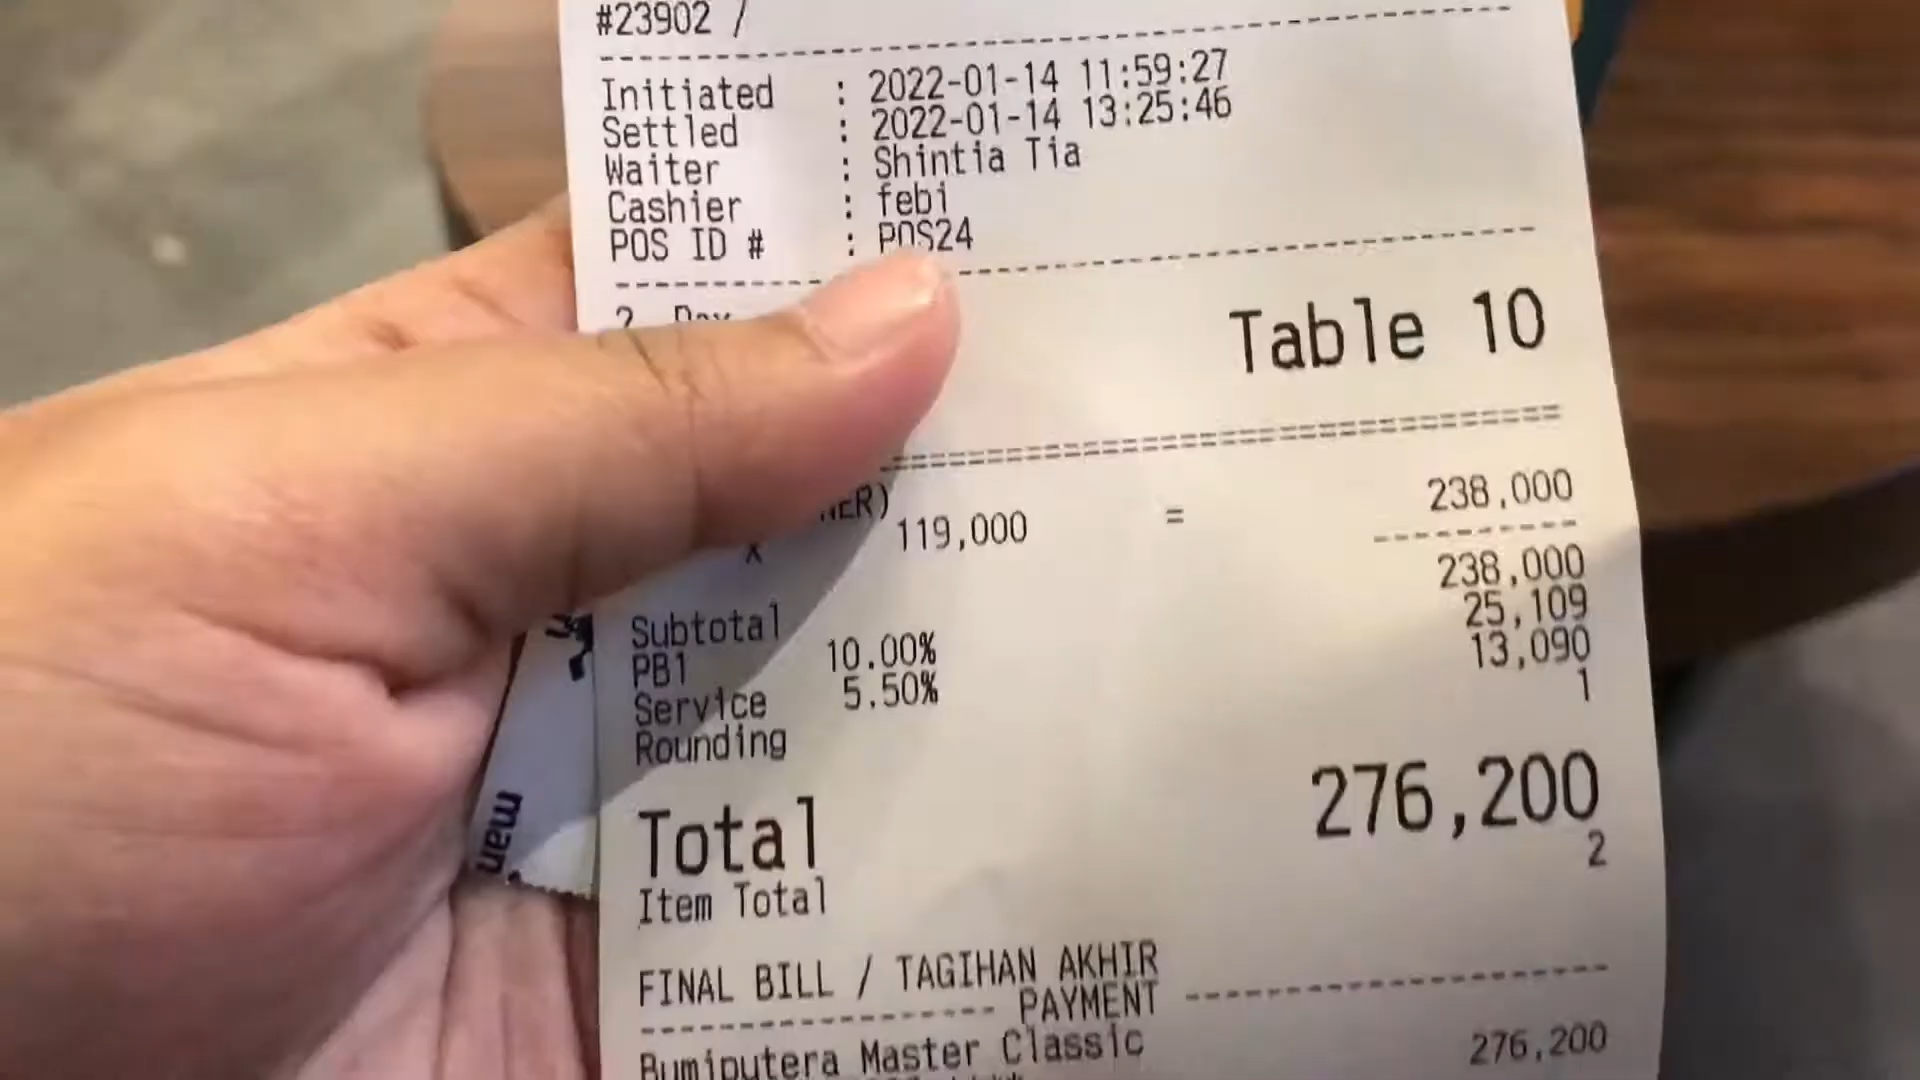 #23902 /
Initiated : 2022-01-14 11:59:27
Settled : 2022-01-14 13:25:46
Waiter : Shintia Tia
Cashier : febi
POS ID # : POS24
Table 10
x 119,000 = 238,000
Subtotal 238,000
PB1 10.00% 25,109
Service 5.50% 13,090
Rounding 1
Total 276,200
Item Total 2
FINAL BILL / TAGIHAN AKHIR
PAYMENT
Bumiputera Master Classic 276,200
man